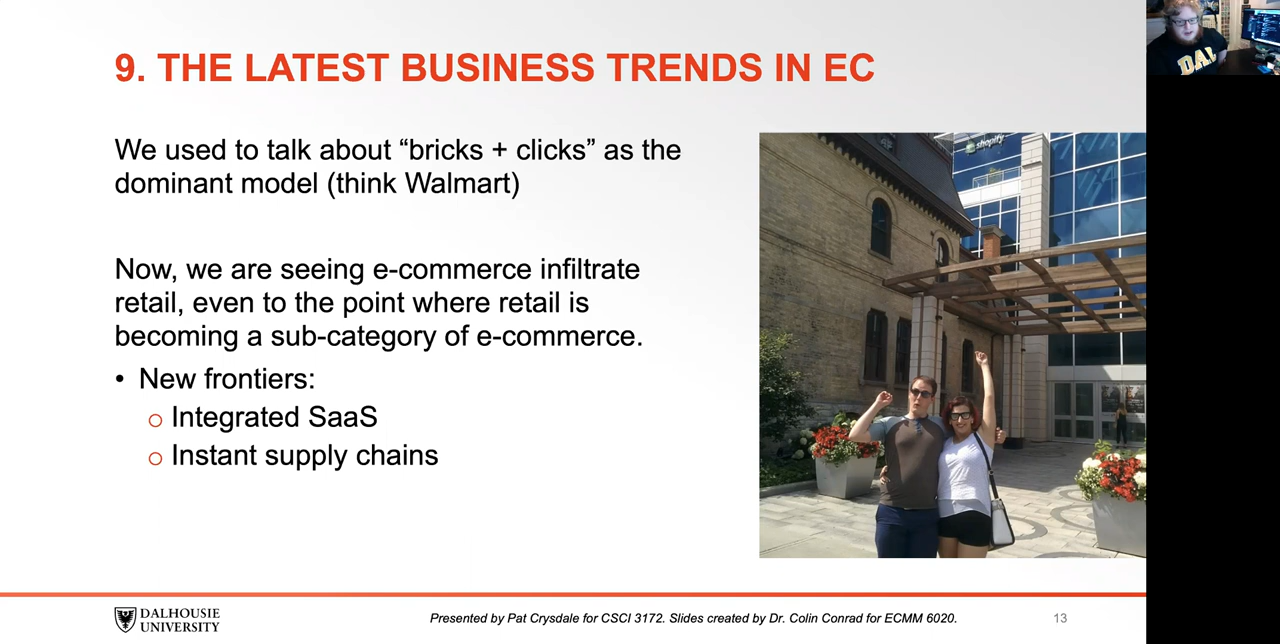 9. THE LATEST BUSINESS TRENDS IN EC
We used to talk about “bricks + clicks” as the
dominant model (think Walmart)
Now, we are seeing e-commerce infiltrate
retail, even to the point where retail is
becoming a sub-category of e-commerce.
• New frontiers:
o Integrated SaaS
o Instant supply chains
shopify
DAL
DALHOUSIE
UNIVERSITY
Presented by Pat Crysdale for CSCI 3172. Slides created by Dr. Colin Conrad for ECMM 6020.
13